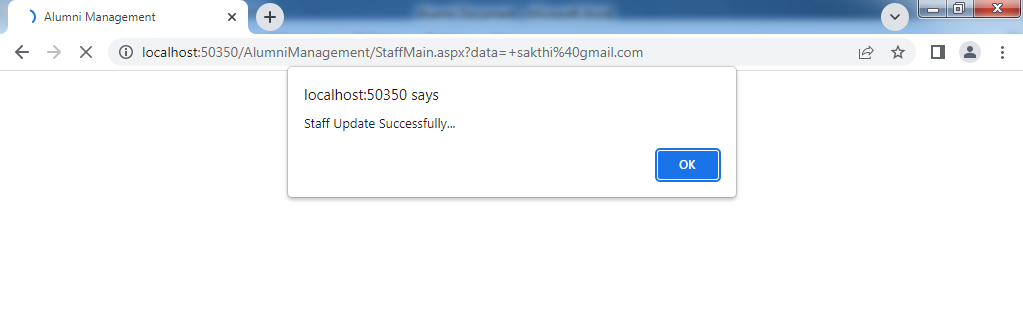 Alumni Management
localhost:50350/AlumniManagement/StaffMain.aspx?data=+sakthi%40gmail.com
localhost:50350 says
Staff Update Successfully...
OK